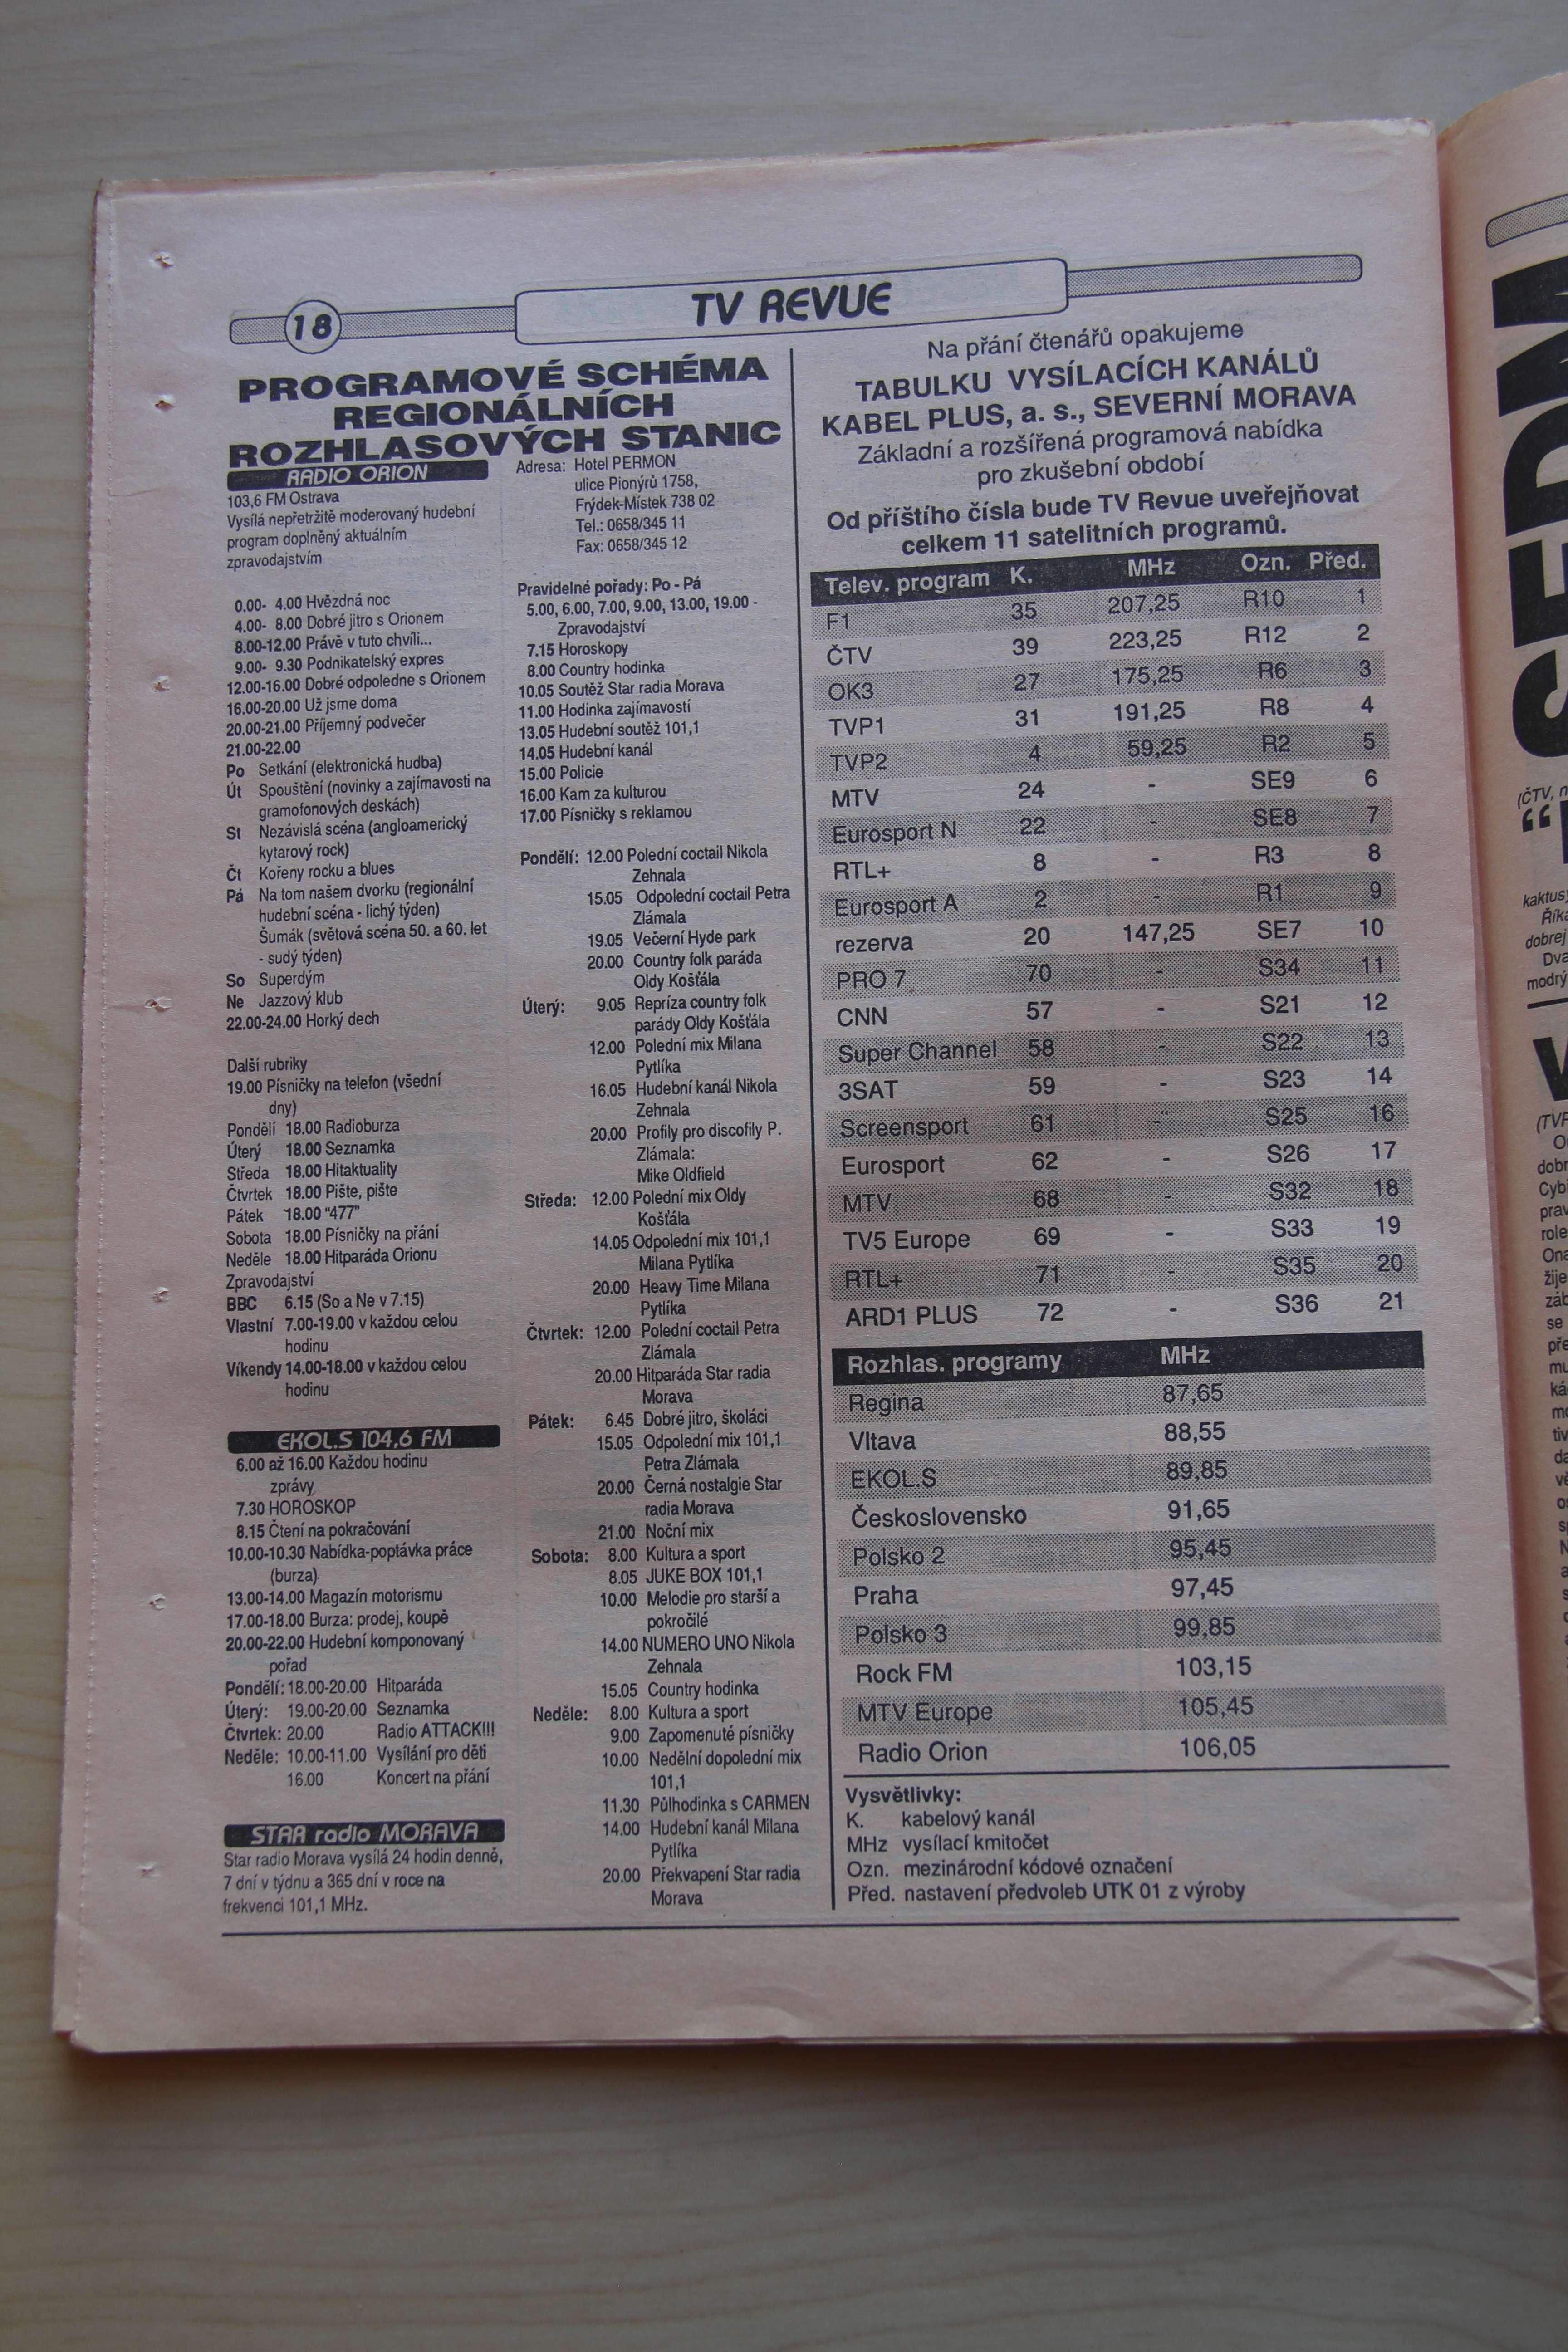 18
TV REVUE
PROGRAMOVÉ SCHÉMA
REGIONÁLNÍCH
ROZHLASOVÝCH STANIC
RADIO ORION
103,6 FM Ostrava
Vysílá nepřetržitě moderovaný hudební
program doplněný aktuálním
zpravodajstvím
0.00- 4.00 Hvězdná noc
4.00- 8.00 Dobré jitro s Orionem
8.00-12.00 Právě v tuto chvíli...
9.00- 9.30 Podnikatelský expres
12.00-16.00 Dobré odpoledne s Orionem
16.00-20.00 Už jsme doma
20.00-21.00 Příjemný podvečer
21.00-22.00
Po Setkání (elektronická hudba)
Út Spouštění (novinky a zajímavosti na
gramofonových deskách)
St Nezávislá scéna (angloamerický
kytarový rock)
Čt Kořeny rocku a blues
Pá Na tom našem dvorku (regionální
hudební scéna - lichý týden)
Šumák (světová scéna 50. a 60. let
- sudý týden)
So Superdým
Ne Jazzový klub
22.00-24.00 Horký dech
Další rubriky
19.00 Písničky na telefon (všední
dny)
Pondělí 18.00 Radioburza
Úterý 18.00 Seznamka
Středa 18.00 Hitaktuality
Čtvrtek 18.00 Pište, pište
Pátek 18.00 “477”
Sobota 18.00 Písničky na přání
Neděle 18.00 Hitparáda Orionu
Zpravodajství
BBC 6.15 (So a Ne v 7.15)
Vlastní 7.00-19.00 v každou celou
hodinu
Víkendy 14.00-18.00 v každou celou
hodinu
EKOL.S 104,6 FM
6.00 až 16.00 Každou hodinu
zprávy
7.30 HOROSKOP
8.15 Čtení na pokračování
10.00-10.30 Nabídka-poptávka práce
(burza)
13.00-14.00 Magazín motorismu
17.00-18.00 Burza: prodej, koupě
20.00-22.00 Hudební komponovaný
pořad
Pondělí: 18.00-20.00 Hitparáda
Úterý: 19.00-20.00 Seznamka
Čtvrtek: 20.00 Radio ATTACK!!!
Neděle: 10.00-11.00 Vysílání pro děti
16.00 Koncert na přání
STAR radio MORAVA
Star radio Morava vysílá 24 hodin denně,
7 dní v týdnu a 365 dní v roce na
frekvenci 101,1 MHz.
Adresa: Hotel PERMON
ulice Pionýrů 1758,
Frýdek-Místek 738 02
Tel.: 0658/345 11
Fax: 0658/345 12
Pravidelné pořady: Po - Pá
5.00, 6.00, 7.00, 9.00, 13.00, 19.00 -
Zpravodajství
7.15 Horoskopy
8.00 Country hodinka
10.05 Soutěž Star radia Morava
11.00 Hodinka zajímavostí
13.05 Hudební soutěž 101,1
14.05 Hudební kanál
15.00 Policie
16.00 Kam za kulturou
17.00 Písničky s reklamou
Pondělí: 12.00 Polední coctail Nikola
Zehnala
15.05 Odpolední coctail Petra
Zlámala
19.05 Večerní Hyde park
20.00 Country folk paráda
Oldy Košťála
Úterý: 9.05 Repríza country folk
parády Oldy Košťála
12.00 Polední mix Milana
Pytlíka
16.05 Hudební kanál Nikola
Zehnala
20.00 Profily pro discofily P.
Zlámala:
Mike Oldfield
Středa: 12.00 Polední mix Oldy
Košťála
14.05 Odpolední mix 101,1
Milana Pytlíka
20.00 Heavy Time Milana
Pytlíka
Čtvrtek: 12.00 Polední coctail Petra
Zlámala
20.00 Hitparáda Star radia
Morava
Pátek: 6.45 Dobré jitro, školáci
15.05 Odpolední mix 101,1
Petra Zlámala
20.00 Černá nostalgie Star
radia Morava
21.00 Noční mix
Sobota: 8.00 Kultura a sport
8.05 JUKE BOX 101,1
10.00 Melodie pro starší a
pokročilé
14.00 NUMERO UNO Nikola
Zehnala
15.05 Country hodinka
Neděle: 8.00 Kultura a sport
9.00 Zapomenuté písničky
10.00 Nedělní dopolední mix
101,1
11.30 Půlhodinka s CARMEN
14.00 Hudební kanál Milana
Pytlíka
20.00 Překvapení Star radia
Morava
Na přání čtenářů opakujeme
TABULKU VYSÍLACÍCH KANÁLŮ
KABEL PLUS, a. s., SEVERNÍ MORAVA
Základní a rozšířená programová nabídka
pro zkušební období
Od příštího čísla bude TV Revue uveřejňovat
celkem 11 satelitních programů.
Telev. program K. MHz Ozn. Před.
F1 35 207,25 R10 1
ČTV 39 223,25 R12 2
OK3 27 175,25 R6 3
TVP1 31 191,25 R8 4
TVP2 4 59,25 R2 5
MTV 24 - SE9 6
Eurosport N 22 - SE8 7
RTL+ 8 - R3 8
Eurosport A 2 - R1 9
rezerva 20 147,25 SE7 10
PRO 7 70 - S34 11
CNN 57 - S21 12
Super Channel 58 - S22 13
3SAT 59 - S23 14
Screensport 61 - S25 16
Eurosport 62 - S26 17
MTV 68 - S32 18
TV5 Europe 69 - S33 19
RTL+ 71 - S35 20
ARD1 PLUS 72 - S36 21
Rozhlas. programy MHz
Regina 87,65
Vltava 88,55
EKOL.S 89,85
Československo 91,65
Polsko 2 95,45
Praha 97,45
Polsko 3 99,85
Rock FM 103,15
MTV Europe 105,45
Radio Orion 106,05
Vysvětlivky:
K. kabelový kanál
MHz vysílací kmitočet
Ozn. mezinárodní kódové označení
Před. nastavení předvoleb UTK 01 z výroby